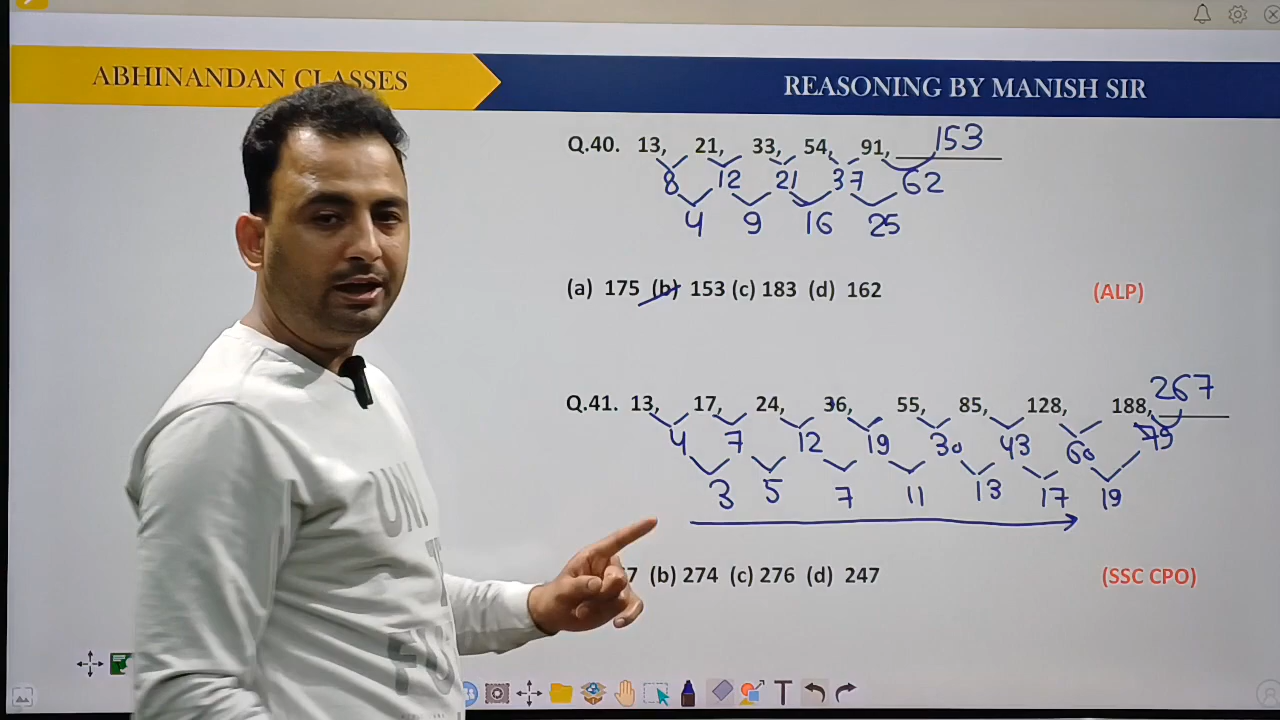 ABHINANDAN CLASSES
REASONING BY MANISH SIR
Q.40. 13, 21, 33, 54, 91, 153
8 12 21 37 62
4 9 16 25
(a) 175 (b) 153 (c) 183 (d) 162 (ALP)
Q.41. 13, 17, 24, 36, 55, 85, 128, 188, 267
4 7 12 19 30 43 60 79
3 5 7 11 13 17 19
7 (b) 274 (c) 276 (d) 247 (SSC CPO)
UNI